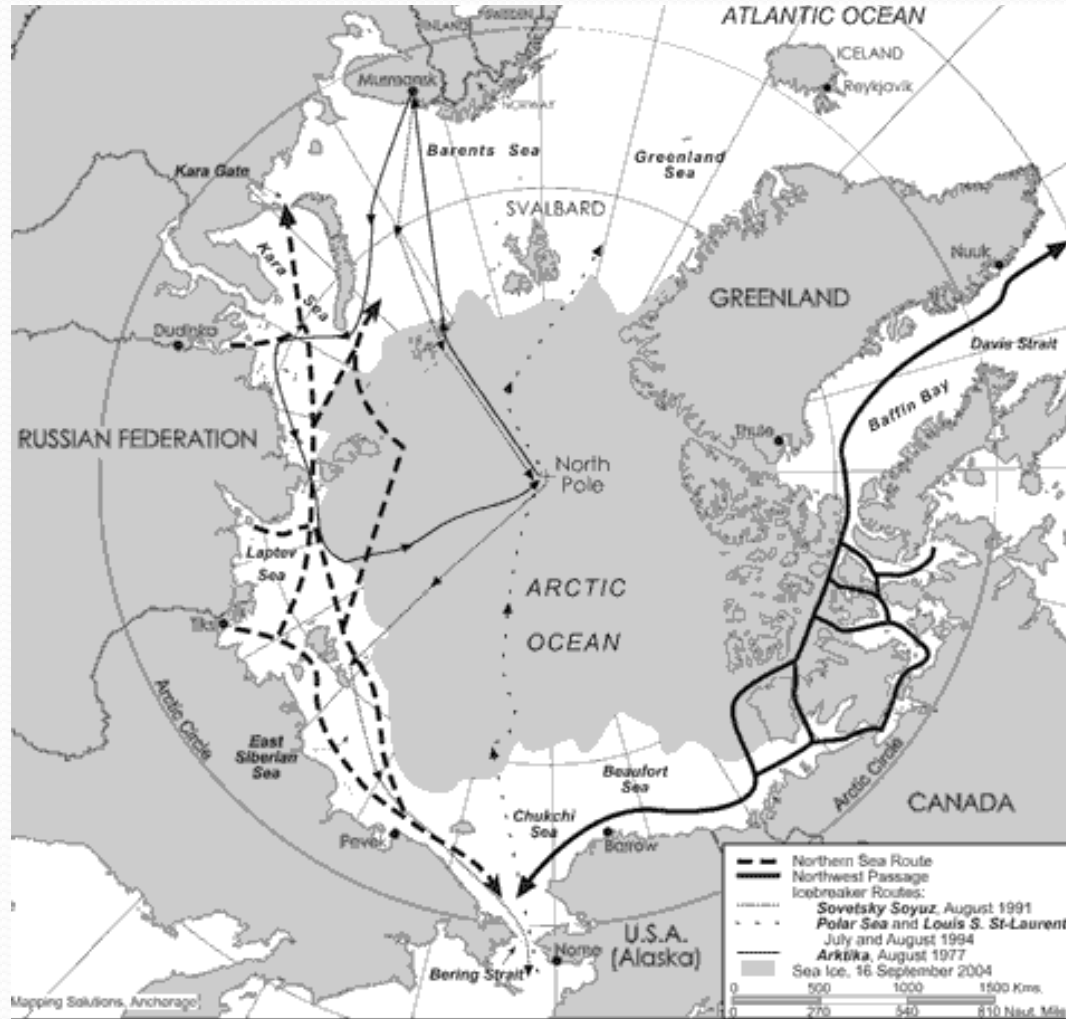 ATLANTIC OCEAN
SWEDEN
FINLAND
ICELAND
Murmansk
Reykjavik
NORWAY
Barents Sea
Greenland
Sea
Kara Gate
SVALBARD
Kara
Sea
Nuuk
GREENLAND
Dudinka
Davis Strait
Baffin Bay
RUSSIAN FEDERATION
Thule
North
Pole
Laptev
Sea
ARCTIC
OCEAN
Tiksi
Arctic Circle
East
Siberian
Sea
Beaufort
Sea
Arctic Circle
CANADA
Chukchi
Sea
Pevek
Barrow
U.S.A.
(Alaska)
Nome
Bering Strait
Northern Sea Route
Northwest Passage
Icebreaker Routes:
Sovetsky Soyuz, August 1991
Polar Sea and Louis S. St-Laurent
July and August 1994
Arktika, August 1977
Sea Ice, 16 September 2004
0 500 1000 1500 Kms.
0 270 540 810 Naut. Mile
Mapping Solutions, Anchorage